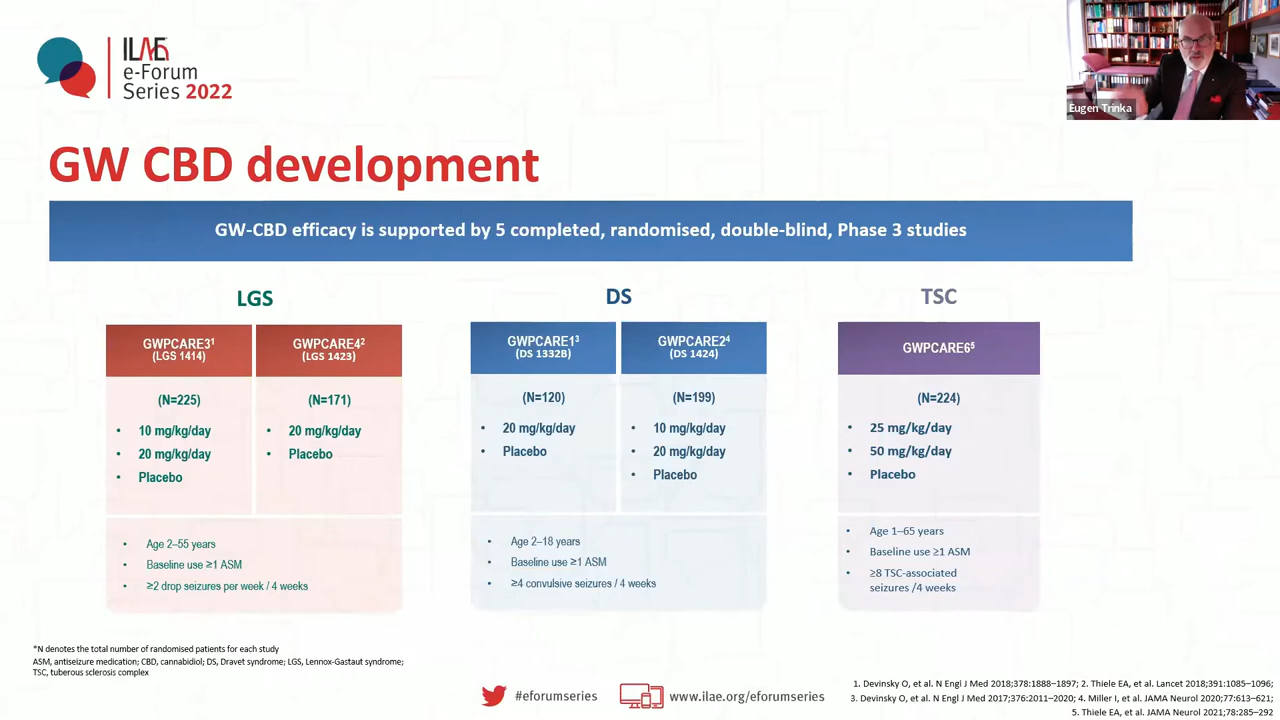 ILAE
e-Forum
Series 2022
Eugen Trinka
GW CBD development
GW-CBD efficacy is supported by 5 completed, randomised, double-blind, Phase 3 studies
LGS
GWPCARE3¹
(LGS 1414)
(N=225)
• 10 mg/kg/day
• 20 mg/kg/day
• Placebo
GWPCARE4²
(LGS 1423)
(N=171)
• 20 mg/kg/day
• Placebo
• Age 2–55 years
• Baseline use ≥1 ASM
• ≥2 drop seizures per week / 4 weeks
DS
GWPCARE1³
(DS 1332B)
(N=120)
• 20 mg/kg/day
• Placebo
GWPCARE2⁴
(DS 1424)
(N=199)
• 10 mg/kg/day
• 20 mg/kg/day
• Placebo
• Age 2–18 years
• Baseline use ≥1 ASM
• ≥4 convulsive seizures / 4 weeks
TSC
GWPCARE6⁵
(N=224)
• 25 mg/kg/day
• 50 mg/kg/day
• Placebo
• Age 1–65 years
• Baseline use ≥1 ASM
• ≥8 TSC-associated
seizures /4 weeks
*N denotes the total number of randomised patients for each study
ASM, antiseizure medication; CBD, cannabidiol; DS, Dravet syndrome; LGS, Lennox-Gastaut syndrome;
TSC, tuberous sclerosis complex
#eforumseries
www.ilae.org/eforumseries
1. Devinsky O, et al. N Engl J Med 2018;378:1888–1897; 2. Thiele EA, et al. Lancet 2018;391:1085–1096;
3. Devinsky O, et al. N Engl J Med 2017;376:2011–2020; 4. Miller I, et al. JAMA Neurol 2020;77:613–621;
5. Thiele EA, et al. JAMA Neurol 2021;78:285–292